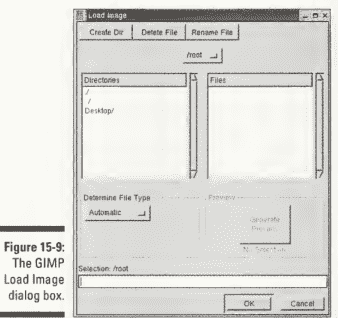 Load Image
Create Dir Delete File Rename File
/root
Directories Files
/
/
Desktop/
Determine File Type Preview
Automatic
Generate
Preview
No Selection
Selection: /root
OK Cancel
Figure 15-9:
The GIMP
Load Image
dialog box.